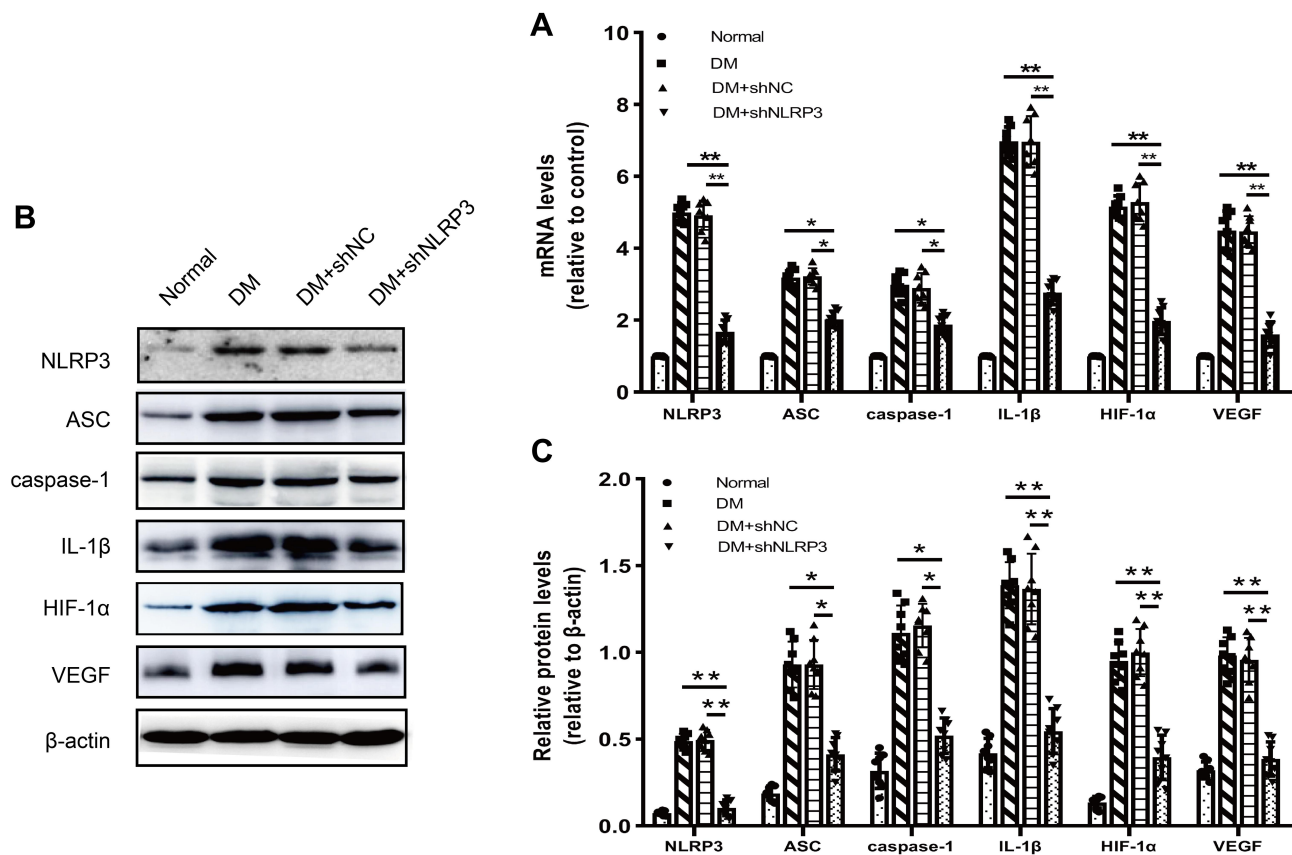 A
10
8
6
4
2
0
mRNA levels
(relative to control)
Normal
DM
DM+shNC
DM+shNLRP3
**
**
*
*
*
*
**
**
**
**
**
**
NLRP3
ASC
caspase-1
IL-1β
HIF-1α
VEGF
B
Normal
DM
DM+shNC
DM+shNLRP3
NLRP3
ASC
caspase-1
IL-1β
HIF-1α
VEGF
β-actin
C
2.0
1.5
1.0
0.5
0.0
Relative protein levels
(relative to β-actin)
Normal
DM
DM+shNC
DM+shNLRP3
**
**
*
*
*
*
**
**
**
**
**
**
NLRP3
ASC
caspase-1
IL-1β
HIF-1α
VEGF